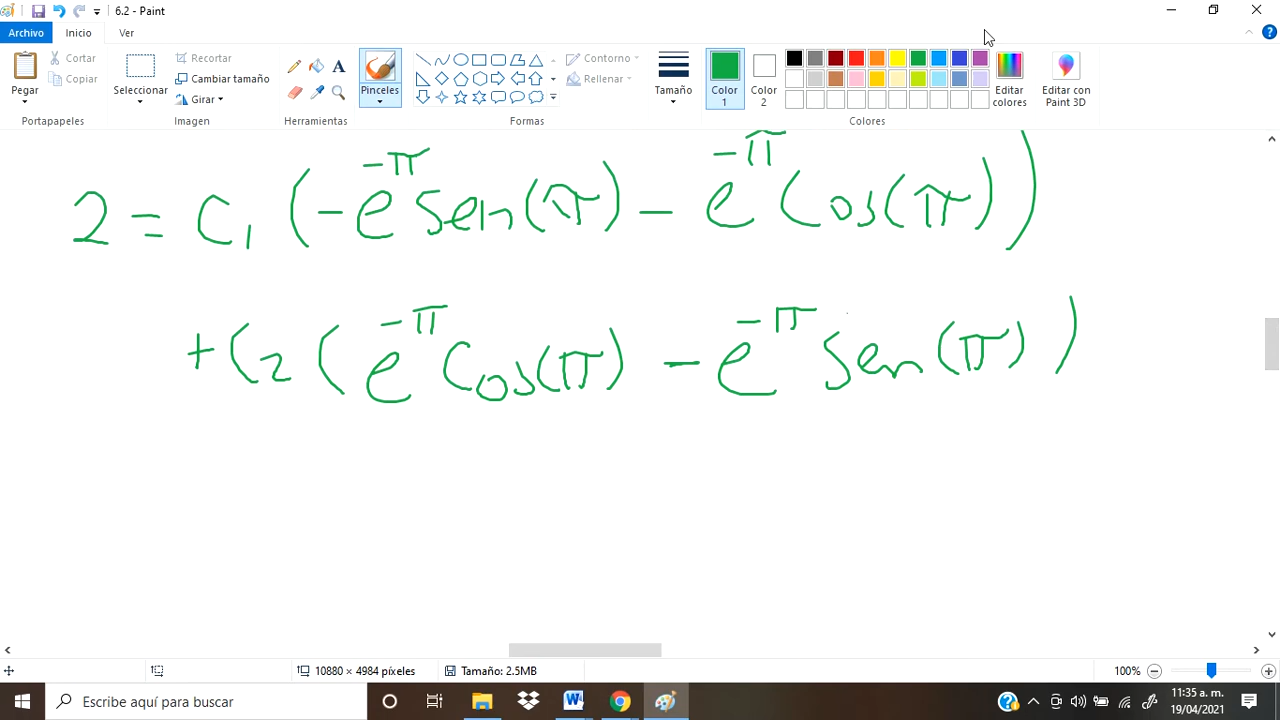 6.2 - Paint
Archivo Inicio Ver
Pegar
Cortar
Copiar
Portapapeles
Seleccionar
Recortar
Cambiar tamaño
Girar
Imagen
A
Herramientas
Pinceles
Formas
Contorno
Rellenar
Tamaño
Color 1
Color 2
Colores
Editar colores
Editar con Paint 3D
2 = C₁ (-e^-π Sen(π) - e^-π Cos(π))
+ C₂ (e^-π Cos(π) - e^-π Sen(π))
10880 × 4984 píxeles Tamaño: 2.5MB 100%
Escribe aquí para buscar
11:35 a. m.
19/04/2021